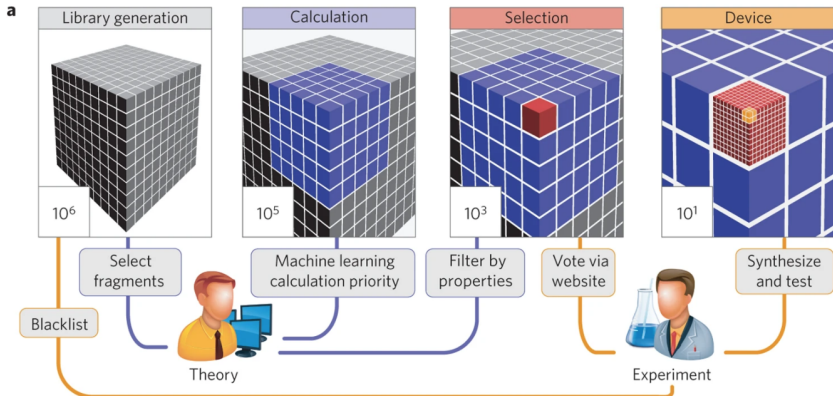 a
Library generation
Calculation
Selection
Device
10⁶
10⁵
10³
10¹
Select
fragments
Machine learning
calculation priority
Filter by
properties
Vote via
website
Synthesize
and test
Blacklist
Theory
Experiment